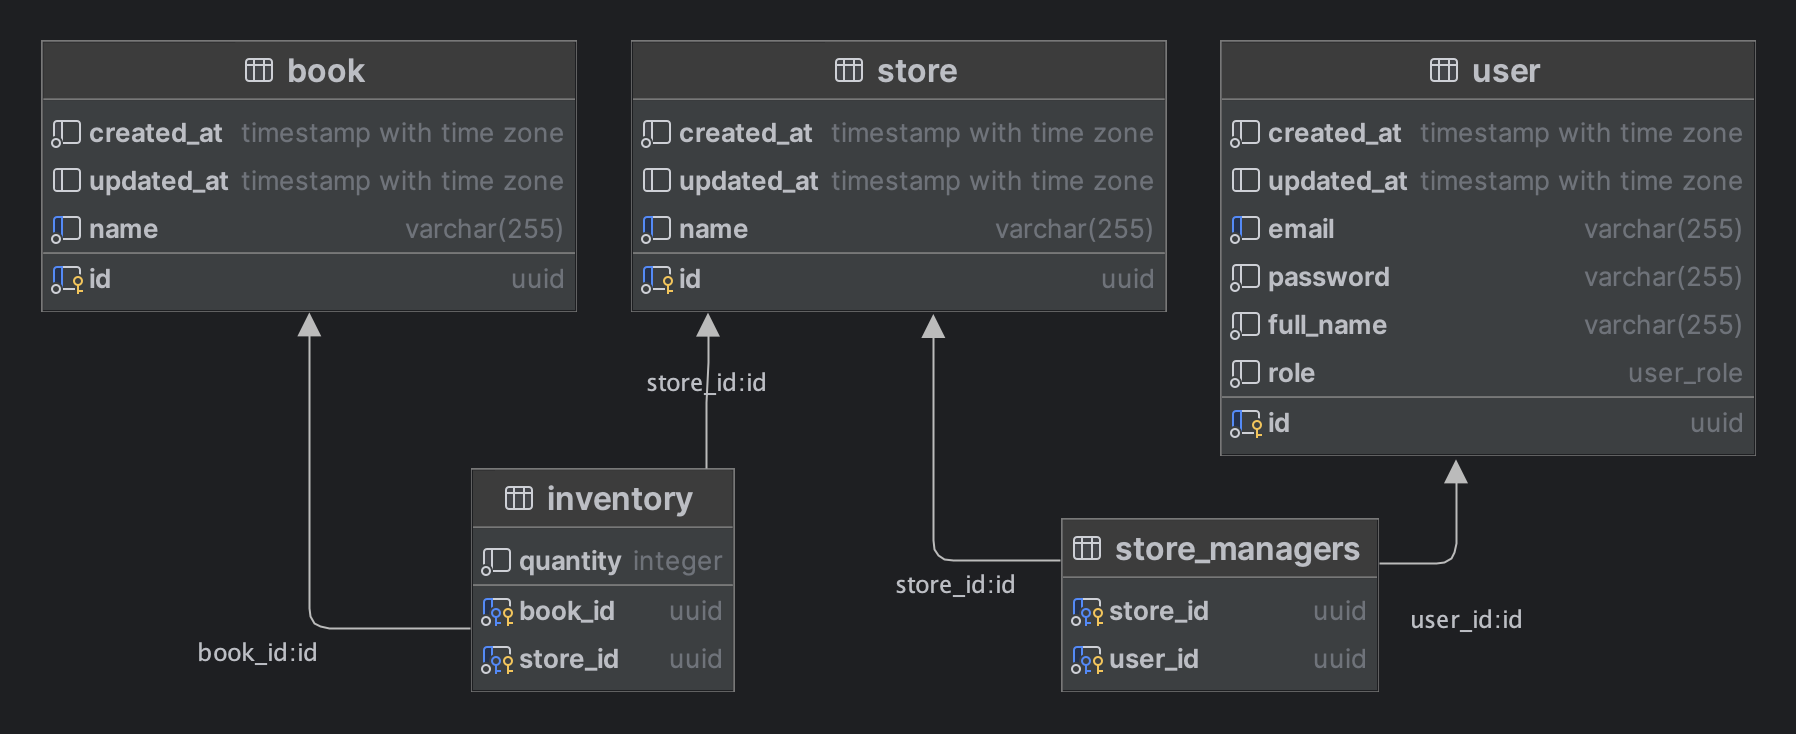 book
created_at timestamp with time zone
updated_at timestamp with time zone
name varchar(255)
id uuid
store
created_at timestamp with time zone
updated_at timestamp with time zone
name varchar(255)
id uuid
user
created_at timestamp with time zone
updated_at timestamp with time zone
email varchar(255)
password varchar(255)
full_name varchar(255)
role user_role
id uuid
store_id:id
inventory
quantity integer
book_id uuid
store_id uuid
book_id:id
store_managers
store_id uuid
user_id uuid
store_id:id
user_id:id